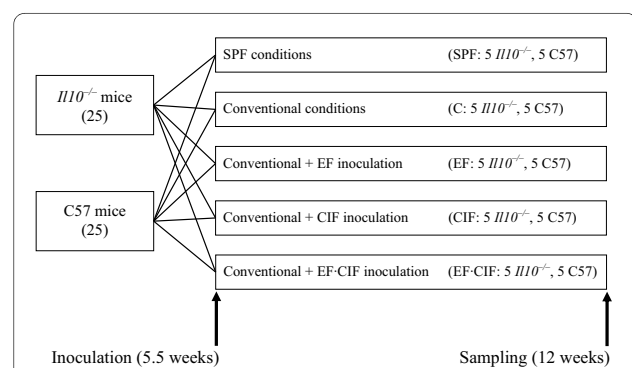 SPF conditions (SPF: 5 Il10–/–, 5 C57)
Il10–/– mice
(25)
Conventional conditions (C: 5 Il10–/–, 5 C57)
Conventional + EF inoculation (EF: 5 Il10–/–, 5 C57)
C57 mice
(25)
Conventional + CIF inoculation (CIF: 5 Il10–/–, 5 C57)
Conventional + EF·CIF inoculation (EF·CIF: 5 Il10–/–, 5 C57)
Inoculation (5.5 weeks) Sampling (12 weeks)